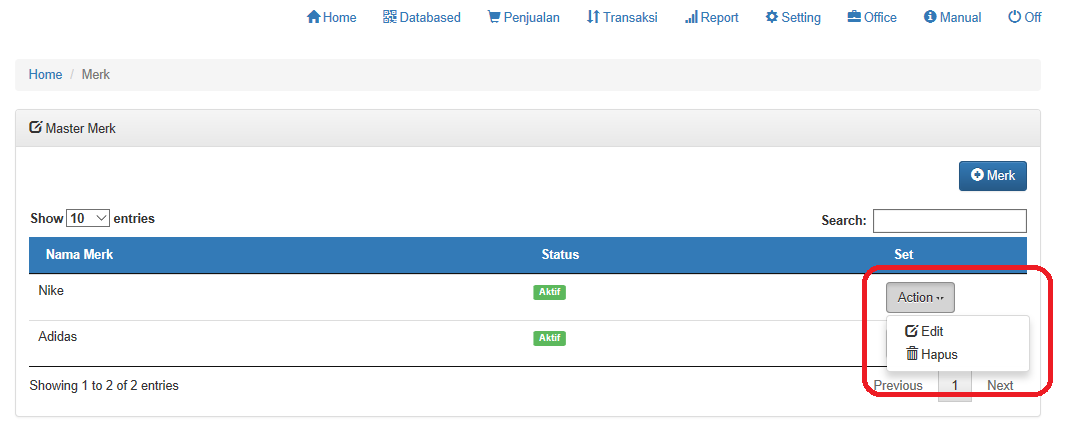 Home Databased Penjualan Transaksi Report Setting Office Manual Off
Home / Merk
Master Merk
Merk
Show 10 entries Search:
Nama Merk Status Set
Nike Aktif Action
Edit
Adidas Aktif
Hapus
Showing 1 to 2 of 2 entries Previous 1 Next